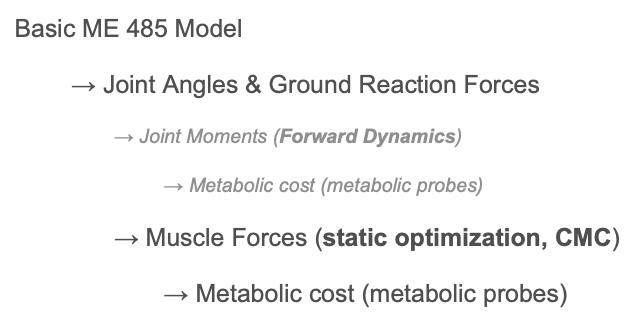 Basic ME 485 Model
→ Joint Angles & Ground Reaction Forces
→ Joint Moments (Forward Dynamics)
→ Metabolic cost (metabolic probes)
→ Muscle Forces (static optimization, CMC)
→ Metabolic cost (metabolic probes)